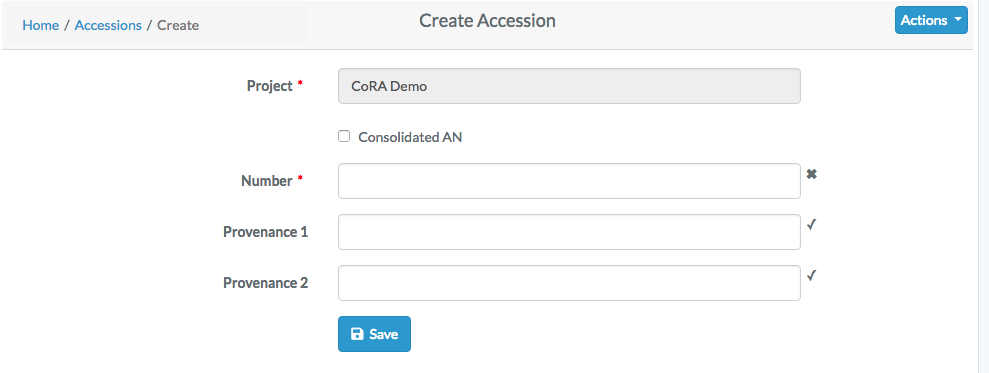 Home / Accessions / Create
Create Accession
Actions
Project *
CoRA Demo
Consolidated AN
Number *
Provenance 1
Provenance 2
Save